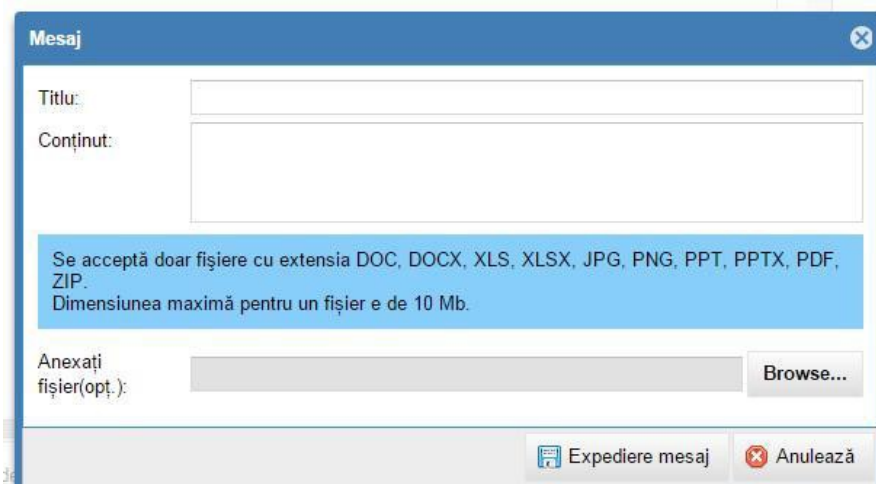 Mesaj
Titlu:
Conținut:
Se acceptă doar fişiere cu extensia DOC, DOCX, XLS, XLSX, JPG, PNG, PPT, PPTX, PDF,
ZIP.
Dimensiunea maximă pentru un fișier e de 10 Mb.
Anexați
fișier(opț.):
Browse...
Expediere mesaj
Anulează